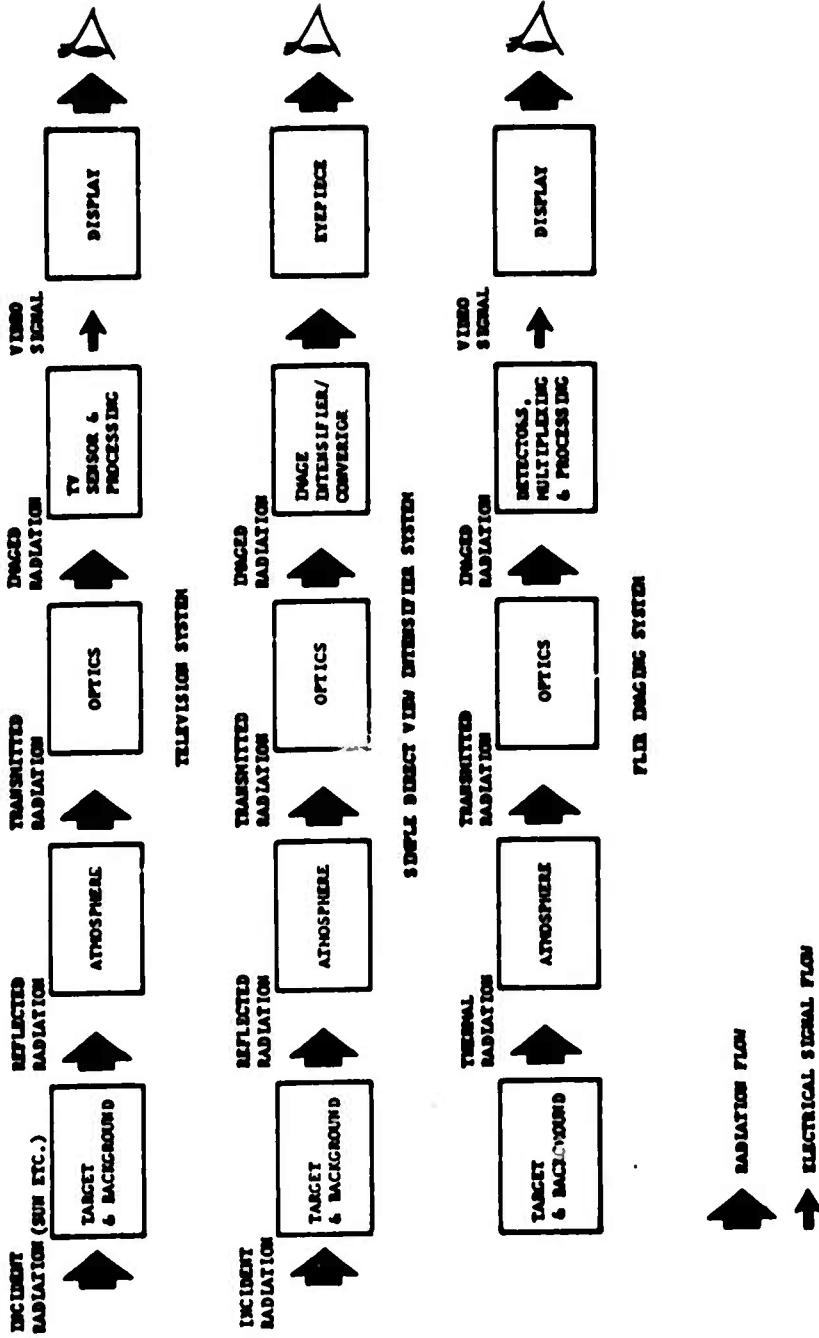 INCIDENT
RADIATION (SUN ETC.)
TARGET
& BACKGROUND
REFLECTED
RADIATION
ATMOSPHERE
TRANSMITTED
RADIATION
OPTICS
IMAGED
RADIATION
TV
SENSOR &
PROCESSING
VIDEO
SIGNAL
DISPLAY
TELEVISION SYSTEM
INCIDENT
RADIATION
TARGET
& BACKGROUND
REFLECTED
RADIATION
ATMOSPHERE
TRANSMITTED
RADIATION
OPTICS
IMAGED
RADIATION
IMAGE
INTENSIFIER/
CONVERTOR
EYEPIECE
SIMPLE DIRECT VIEW INTENSIFIER SYSTEM
TARGET
& BACKGROUND
THERMAL
RADIATION
ATMOSPHERE
TRANSMITTED
RADIATION
OPTICS
IMAGED
RADIATION
DETECTORS,
MULTIPLEXING
& PROCESSING
VIDEO
SIGNAL
DISPLAY
FLIR IMAGING SYSTEM
RADIATION FLOW
ELECTRICAL SIGNAL FLOW